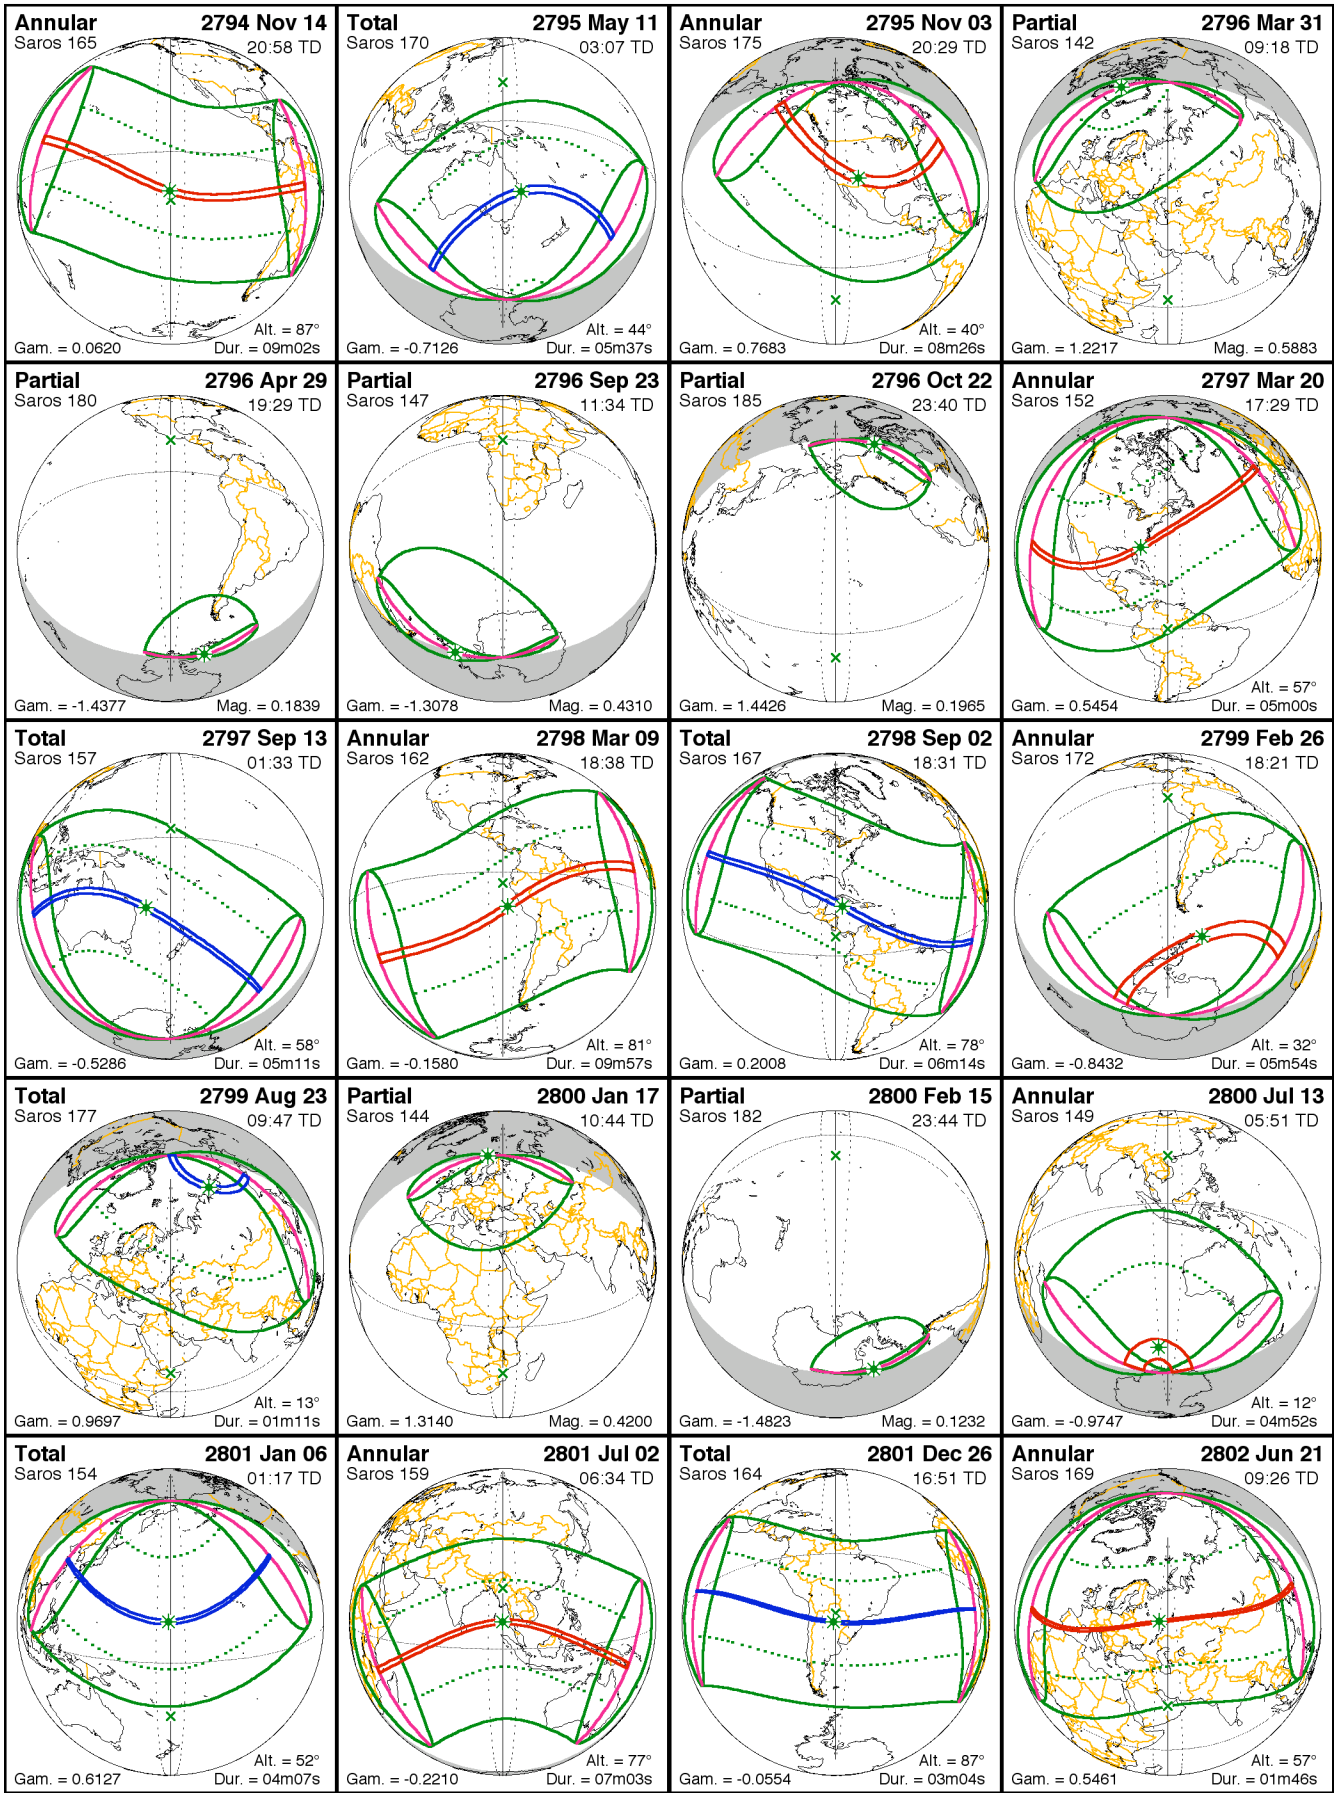 Annular 2794 Nov 14
Saros 165 20:58 TD
Alt. = 87°
Gam. = 0.0620 Dur. = 09m02s
Total 2795 May 11
Saros 170 03:07 TD
Alt. = 44°
Gam. = -0.7126 Dur. = 05m37s
Annular 2795 Nov 03
Saros 175 20:29 TD
Alt. = 40°
Gam. = 0.7683 Dur. = 08m26s
Partial 2796 Mar 31
Saros 142 09:18 TD
Gam. = 1.2217 Mag. = 0.5883
Partial 2796 Apr 29
Saros 180 19:29 TD
Gam. = -1.4377 Mag. = 0.1839
Partial 2796 Sep 23
Saros 147 11:34 TD
Gam. = -1.3078 Mag. = 0.4310
Partial 2796 Oct 22
Saros 185 23:40 TD
Gam. = 1.4426 Mag. = 0.1965
Annular 2797 Mar 20
Saros 152 17:29 TD
Alt. = 57°
Gam. = 0.5454 Dur. = 05m00s
Total 2797 Sep 13
Saros 157 01:33 TD
Alt. = 58°
Gam. = -0.5286 Dur. = 05m11s
Annular 2798 Mar 09
Saros 162 18:38 TD
Alt. = 81°
Gam. = -0.1580 Dur. = 09m57s
Total 2798 Sep 02
Saros 167 18:31 TD
Alt. = 78°
Gam. = 0.2008 Dur. = 06m14s
Annular 2799 Feb 26
Saros 172 18:21 TD
Alt. = 32°
Gam. = -0.8432 Dur. = 05m54s
Total 2799 Aug 23
Saros 177 09:47 TD
Alt. = 13°
Gam. = 0.9697 Dur. = 01m11s
Partial 2800 Jan 17
Saros 144 10:44 TD
Gam. = 1.3140 Mag. = 0.4200
Partial 2800 Feb 15
Saros 182 23:44 TD
Gam. = -1.4823 Mag. = 0.1232
Annular 2800 Jul 13
Saros 149 05:51 TD
Alt. = 12°
Gam. = -0.9747 Dur. = 04m52s
Total 2801 Jan 06
Saros 154 01:17 TD
Alt. = 52°
Gam. = 0.6127 Dur. = 04m07s
Annular 2801 Jul 02
Saros 159 06:34 TD
Alt. = 77°
Gam. = -0.2210 Dur. = 07m03s
Total 2801 Dec 26
Saros 164 16:51 TD
Alt. = 87°
Gam. = -0.0554 Dur. = 03m04s
Annular 2802 Jun 21
Saros 169 09:26 TD
Alt. = 57°
Gam. = 0.5461 Dur. = 01m46s